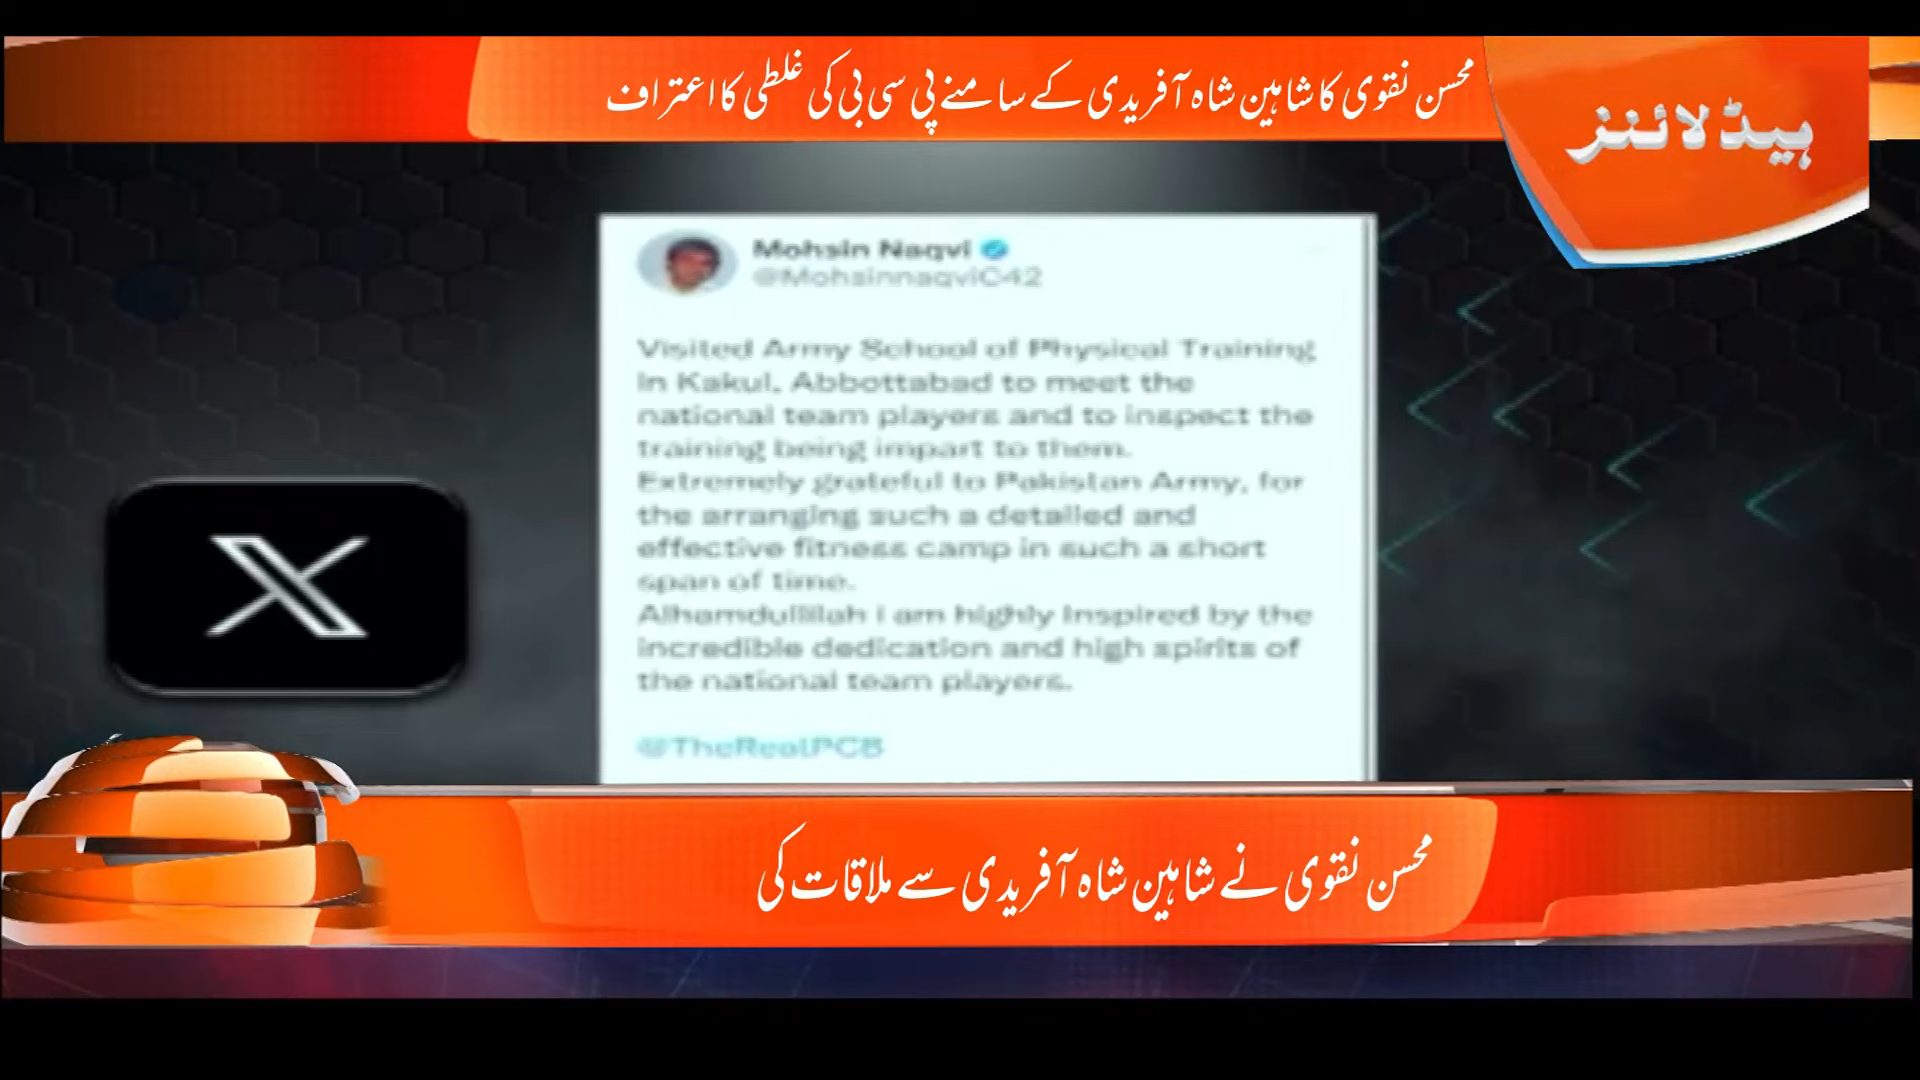 محسن نقوی کا شاہین شاہ آفریدی کے سامنے پی سی بی کی غلطی کا اعتراف
ہیڈلائنز
Mohsin Naqvi
@MohsinnaqviC42
Visited Army School of Physical Training
in Kakul, Abbottabad to meet the
national team players and to inspect the
training being impart to them.
Extremely grateful to Pakistan Army, for
the arranging such a detailed and
effective fitness camp in such a short
span of time.
Alhamdullilah i am highly inspired by the
incredible dedication and high spirits of
the national team players.
@TheRealPCB
X
محسن نقوی نے شاہین شاہ آفریدی سے ملاقات کی